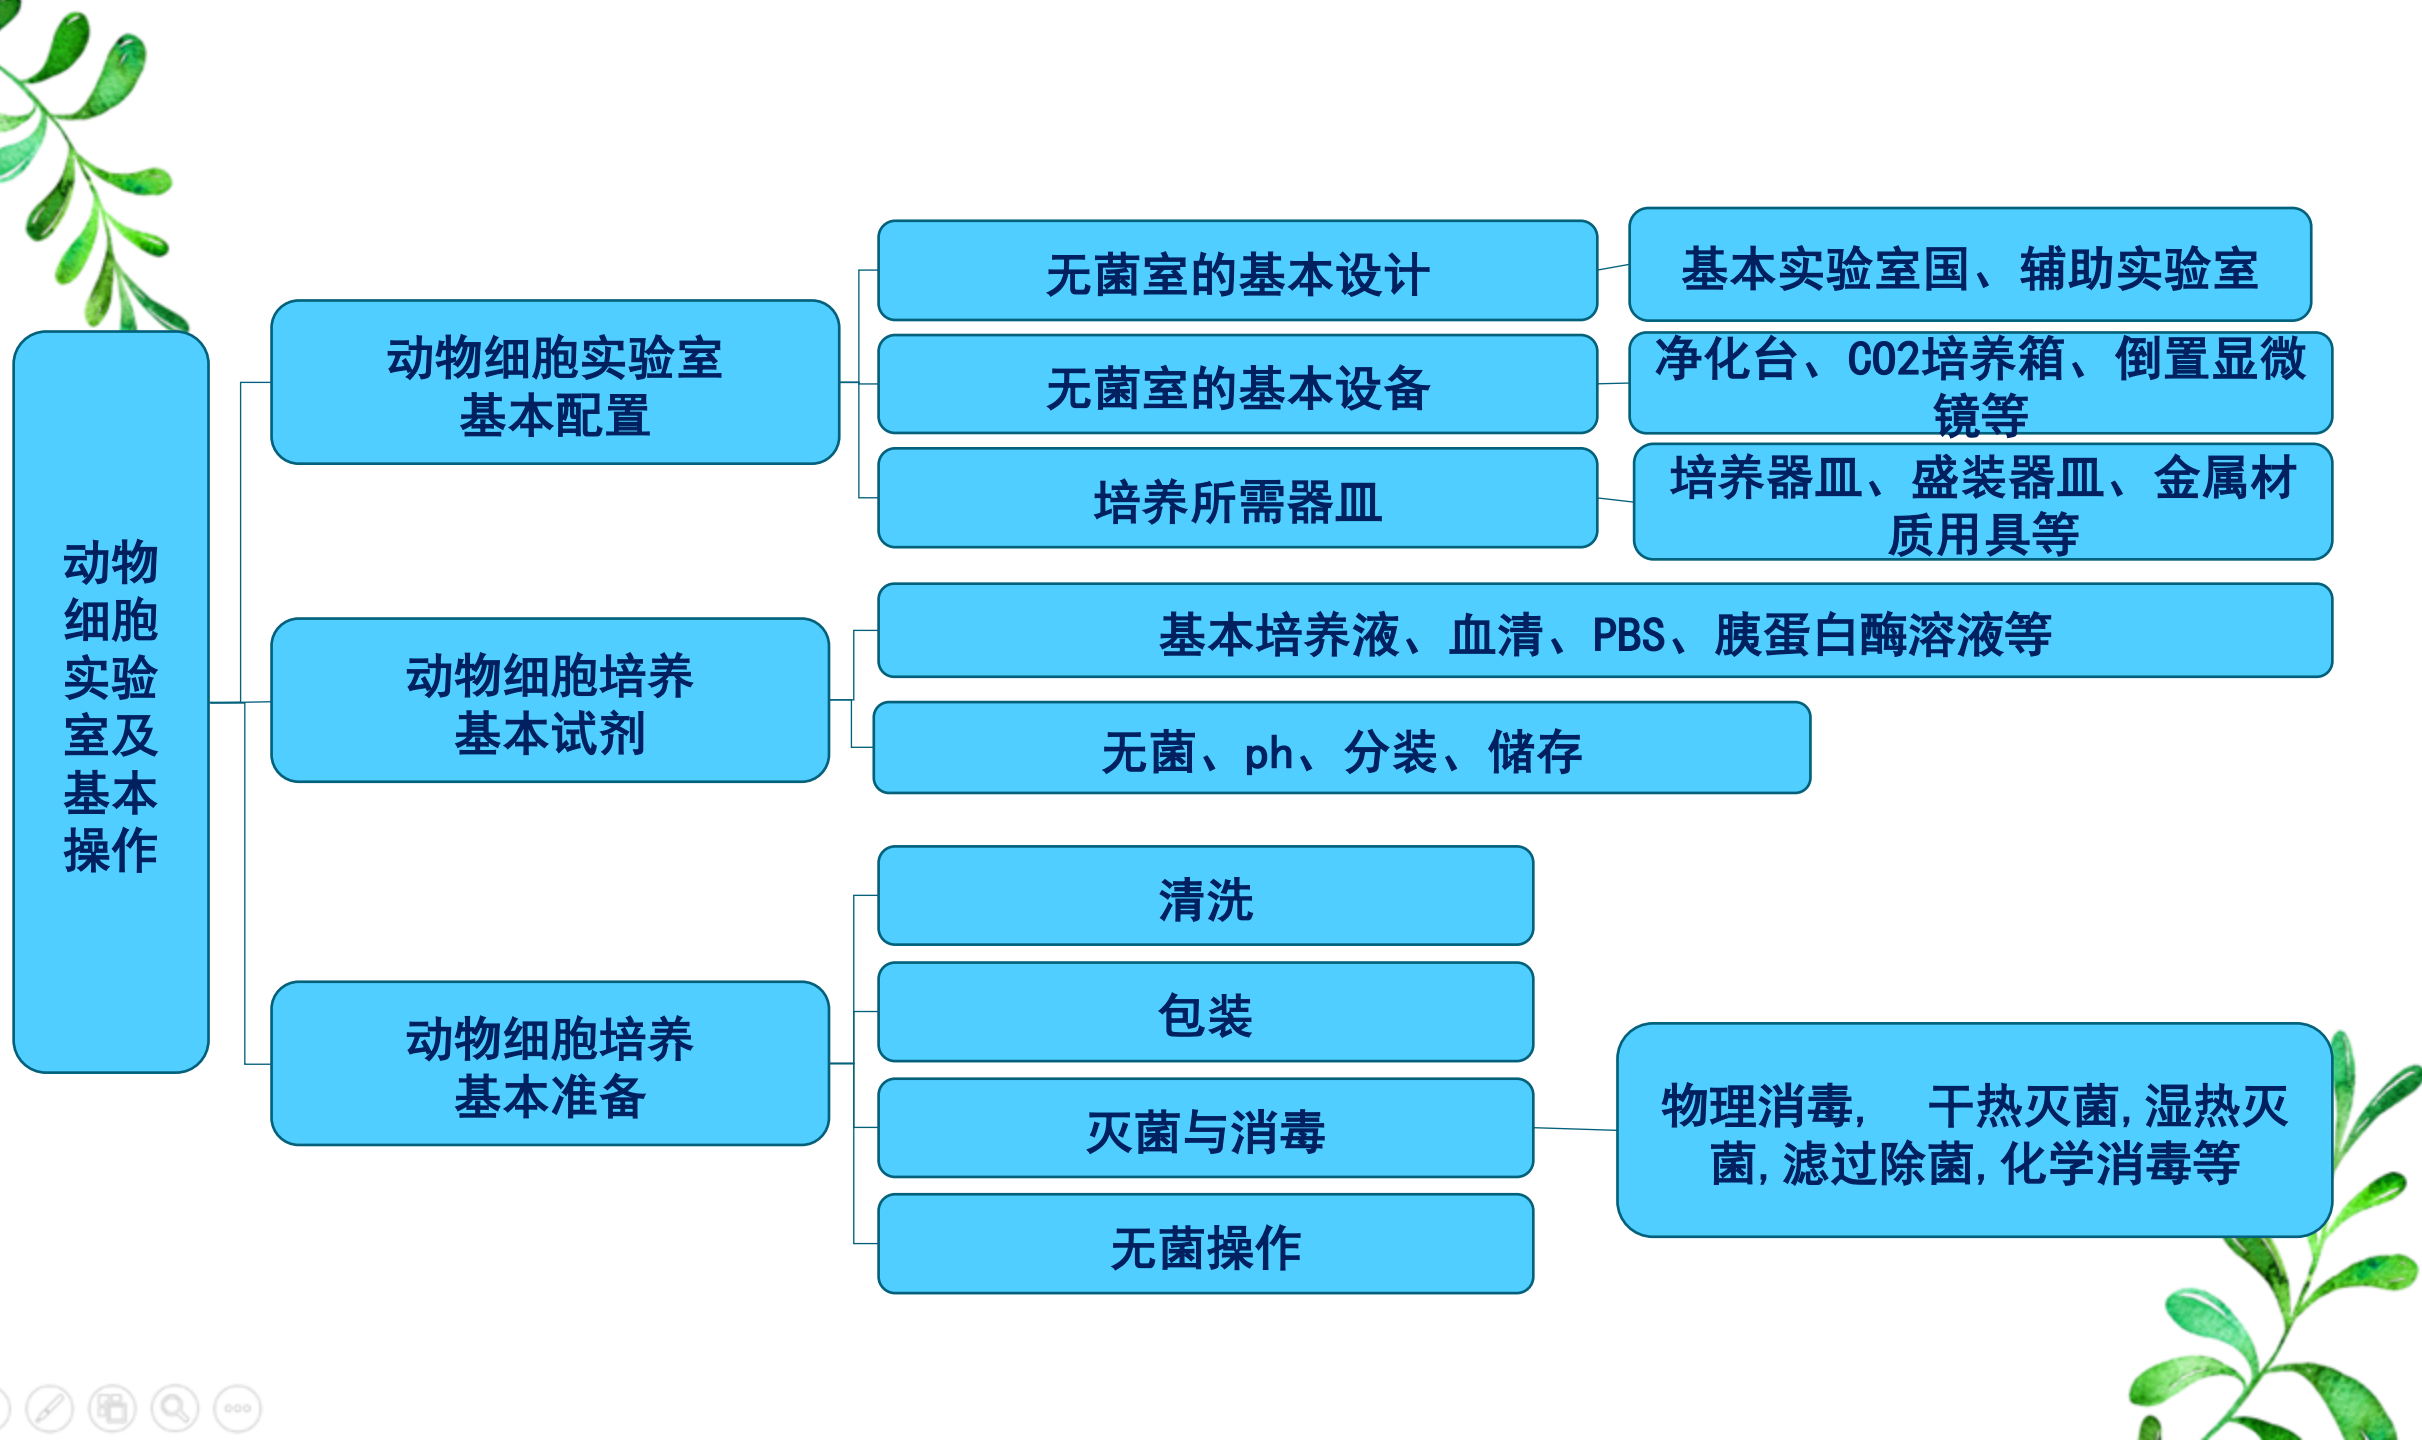 动物
细胞
实验
室及
基本
操作
动物细胞实验室
基本配置
无菌室的基本设计
基本实验室国、辅助实验室
无菌室的基本设备
净化台、CO2培养箱、倒置显微
镜等
培养所需器皿
培养器皿、盛装器皿、金属材
质用具等
动物细胞培养
基本试剂
基本培养液、血清、PBS、胰蛋白酶溶液等
无菌、ph、分装、储存
动物细胞培养
基本准备
清洗
包装
灭菌与消毒
物理消毒,　干热灭菌,湿热灭
菌,滤过除菌,化学消毒等
无菌操作